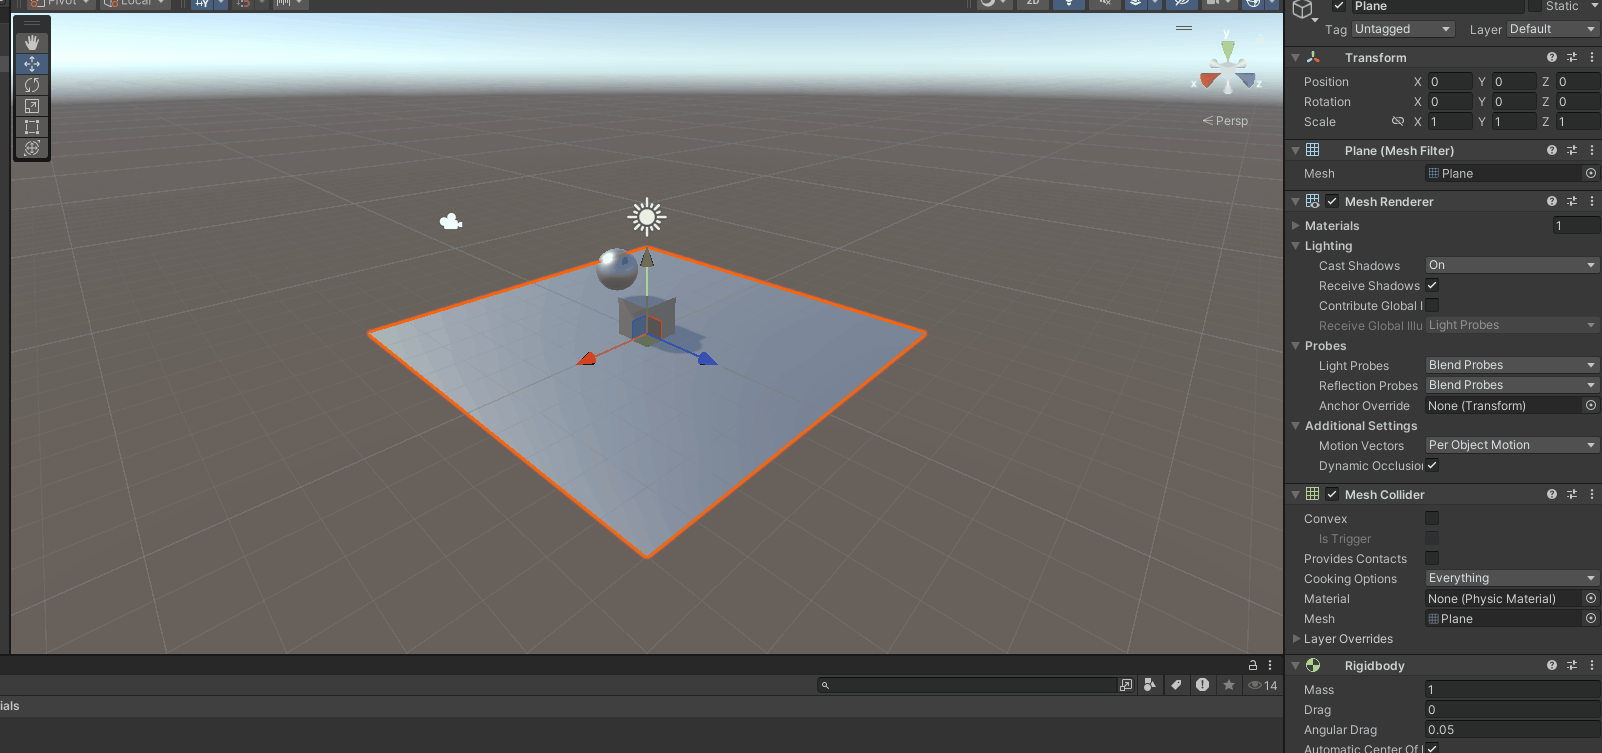 Pivot
Local
2D
y
x
z
Persp
14
ials
Plane
Static
Tag Untagged Layer Default
Transform
Position X 0 Y 0 Z 0
Rotation X 0 Y 0 Z 0
Scale X 1 Y 1 Z 1
Plane (Mesh Filter)
Mesh Plane
Mesh Renderer
Materials 1
Lighting
Cast Shadows On
Receive Shadows
Contribute Global I
Receive Global Illu Light Probes
Probes
Light Probes Blend Probes
Reflection Probes Blend Probes
Anchor Override None (Transform)
Additional Settings
Motion Vectors Per Object Motion
Dynamic Occlusion
Mesh Collider
Convex
Is Trigger
Provides Contacts
Cooking Options Everything
Material None (Physic Material)
Mesh Plane
Layer Overrides
Rigidbody
Mass 1
Drag 0
Angular Drag 0.05
Automatic Center Of